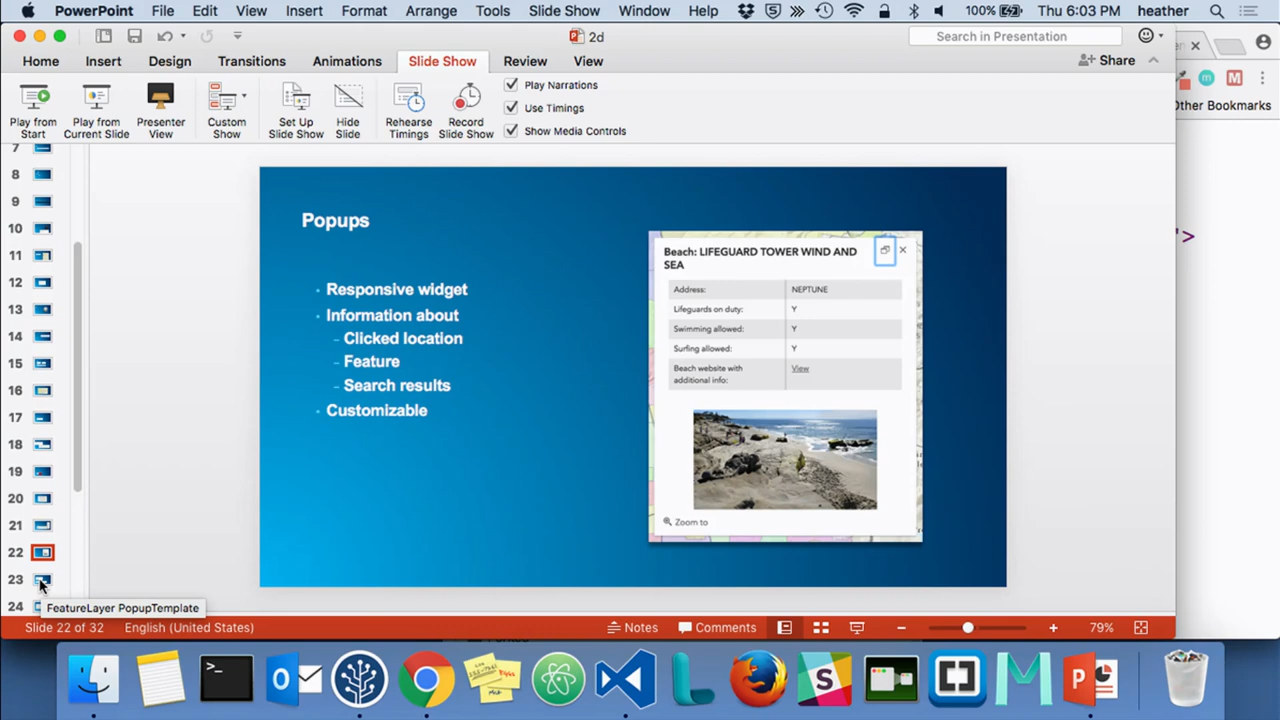 PowerPoint File Edit View Insert Format Arrange Tools Slide Show Window Help 100% Thu 6:03 PM heather
2d
Search in Presentation
Home Insert Design Transitions Animations Slide Show Review View Share
Play from Start
Play from Current Slide
Presenter View
Custom Show
Set Up Slide Show
Hide Slide
Rehearse Timings
Record Slide Show
Play Narrations
Use Timings
Show Media Controls
Other Bookmarks
">
7
8
9
10
11
12
13
14
15
16
17
18
19
20
21
22
23
24
FeatureLayer PopupTemplate
Popups
Responsive widget
Information about
Clicked location
Feature
Search results
Customizable
Beach: LIFEGUARD TOWER WIND AND
SEA
Address: NEPTUNE
Lifeguards on duty: Y
Swimming allowed: Y
Surfing allowed: Y
Beach website with View
additional info:
Zoom to
Slide 22 of 32 English (United States) Notes Comments 79%